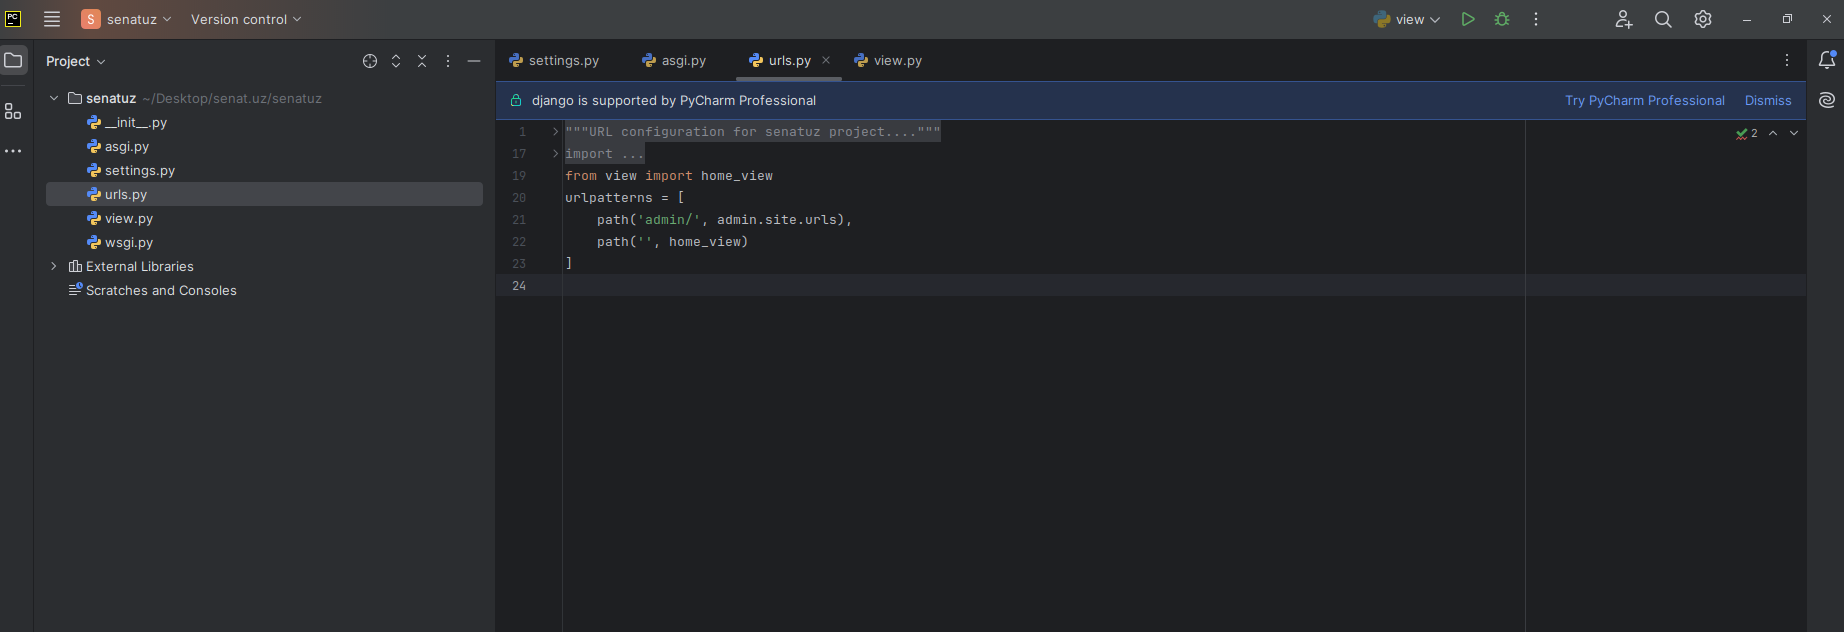 PC
S senatuz
Version control
view
Project
senatuz ~/Desktop/senat.uz/senatuz
__init__.py
asgi.py
settings.py
urls.py
view.py
wsgi.py
External Libraries
Scratches and Consoles
settings.py
asgi.py
urls.py
view.py
django is supported by PyCharm Professional
Try PyCharm Professional
Dismiss
1 """URL configuration for senatuz project...."""
2
17 import ...
19 from view import home_view
20 urlpatterns = [
21 path('admin/', admin.site.urls),
22 path('', home_view)
23 ]
24